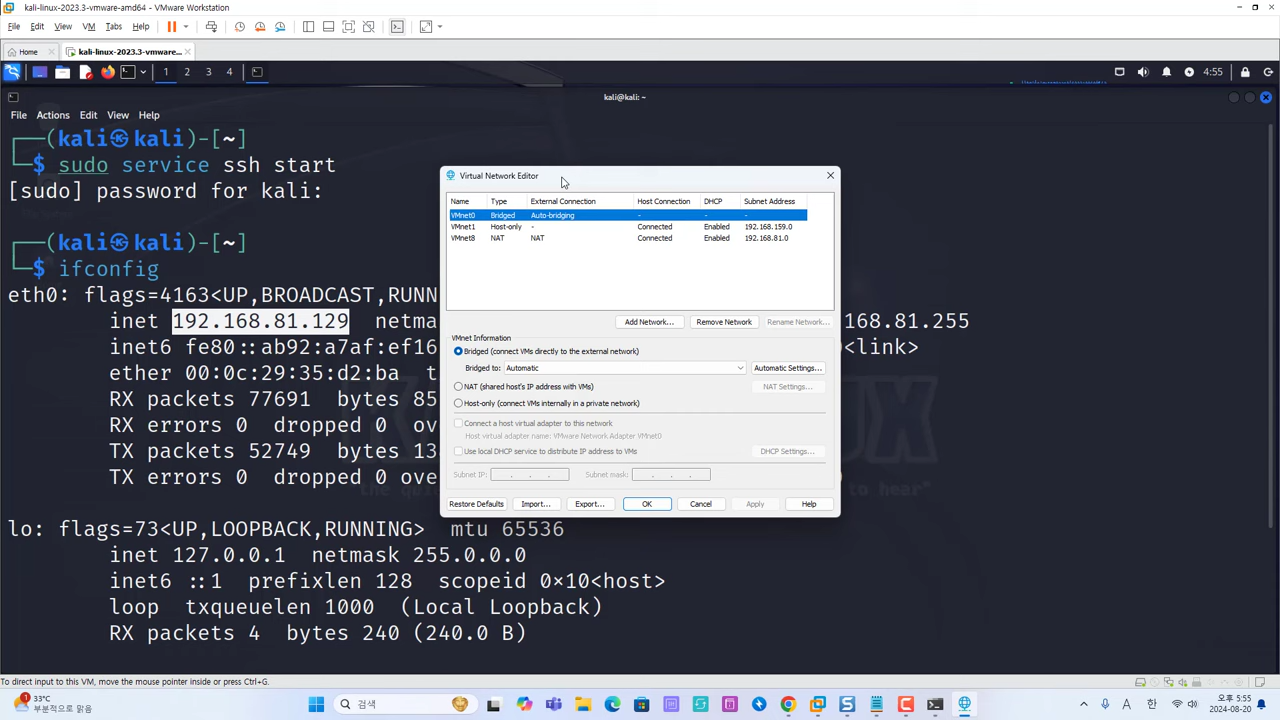 kali-linux-2023.3-vmware-amd64 - VMware Workstation
File Edit View VM Tabs Help
Home kali-linux-2023.3-vmware...
1 2 3 4 4:55
kali@kali: ~
File Actions Edit View Help
┌──(kali㉿kali)-[~]
└─$ sudo service ssh start
[sudo] password for kali:
┌──(kali㉿kali)-[~]
└─$ ifconfig
eth0: flags=4163<UP,BROADCAST,RUNN
inet 192.168.81.129 netma 168.81.255
inet6 fe80::ab92:a7af:ef16 0<link>
ether 00:0c:29:35:d2:ba t
RX packets 77691 bytes 85
RX errors 0 dropped 0 ove
TX packets 52749 bytes 13
TX errors 0 dropped 0 ove
lo: flags=73<UP,LOOPBACK,RUNNING> mtu 65536
inet 127.0.0.1 netmask 255.0.0.0
inet6 ::1 prefixlen 128 scopeid 0×10<host>
loop txqueuelen 1000 (Local Loopback)
RX packets 4 bytes 240 (240.0 B)
Virtual Network Editor
Name Type External Connection Host Connection DHCP Subnet Address
VMnet0 Bridged Auto-bridging - - -
VMnet1 Host-only - Connected Enabled 192.168.159.0
VMnet8 NAT NAT Connected Enabled 192.168.81.0
Add Network... Remove Network Rename Network...
VMnet Information
Bridged (connect VMs directly to the external network)
Bridged to: Automatic Automatic Settings...
NAT (shared host's IP address with VMs) NAT Settings...
Host-only (connect VMs internally in a private network)
Connect a host virtual adapter to this network
Host virtual adapter name: VMware Network Adapter VMnet0
Use local DHCP service to distribute IP address to VMs DHCP Settings...
Subnet IP: . . . Subnet mask: . . .
Restore Defaults Import... Export... OK Cancel Apply Help
To direct input to this VM, move the mouse pointer inside or press Ctrl+G.
33°C
부분적으로 맑음
검색
A 한
오후 5:55
2024-08-20